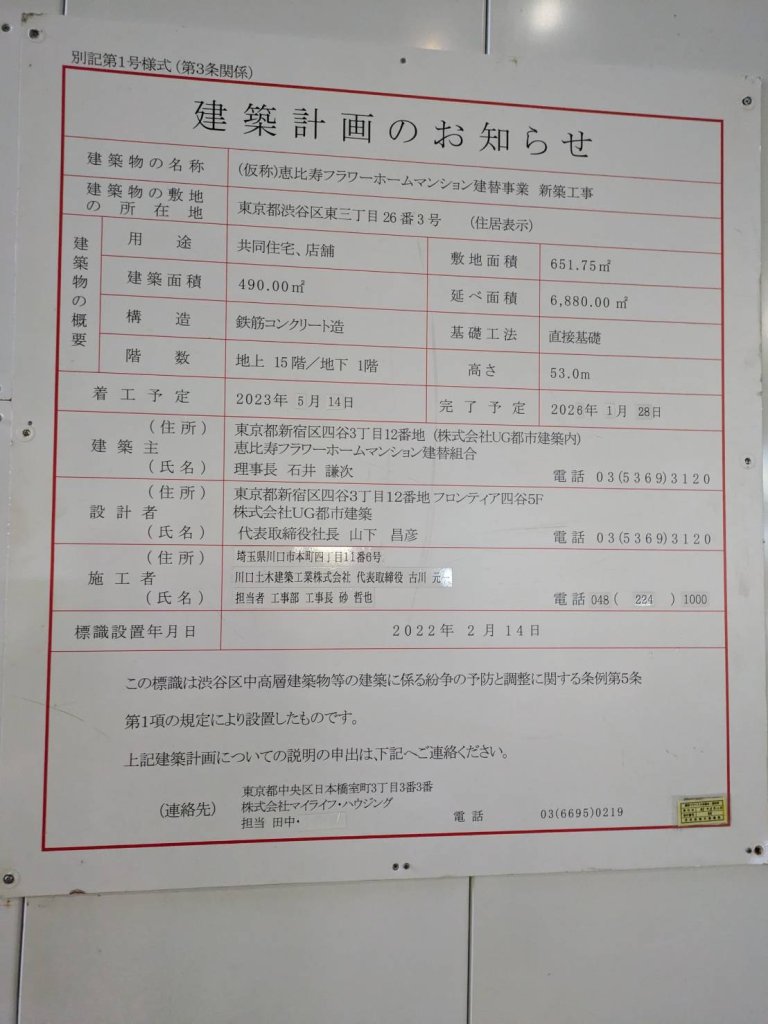 別記第1号様式(第3条関係)
建築計画のお知らせ
建築物の名称 (仮称)恵比寿フラワーホームマンション建替事業 新築工事
建築物の敷地の所在地 東京都渋谷区東三丁目26番3号 (住居表示)
建築物の概要
用途 共同住宅、店舗 敷地面積 651.75㎡
建築面積 490.00㎡ 延べ面積 6,880.00㎡
構造 鉄筋コンクリート造 基礎工法 直接基礎
階数 地上 15階/地下 1階 高さ 53.0m
着工予定 2023年 5月 14日 完了予定 2026年 1月 28日
(住所) 東京都新宿区四谷3丁目12番地 (株式会社UG都市建築内)
建築主 恵比寿フラワーホームマンション建替組合
(氏名) 理事長 石井 謙次 電話 03(5369)3120
(住所) 東京都新宿区四谷3丁目12番地 フロンティア四谷5F
設計者 株式会社UG都市建築
(氏名) 代表取締役社長 山下 昌彦 電話 03(5369)3120
(住所) 埼玉県川口市本町四丁目11番6号
施工者 川口土木建築工業株式会社 代表取締役 古川 元一
(氏名) 担当者 工事部 工事長 砂 哲也 電話 048( 224 )1000
標識設置年月日 2022年 2月 14日
この標識は渋谷区中高層建築物等の建築に係る紛争の予防と調整に関する条例第5条
第1項の規定により設置したものです。
上記建築計画についての説明の申出は、下記へご連絡ください。
東京都中央区日本橋室町3丁目3番3番
(連絡先) 株式会社マイライフ・ハウジング
担当 田中・ 電話 03(6695)0219